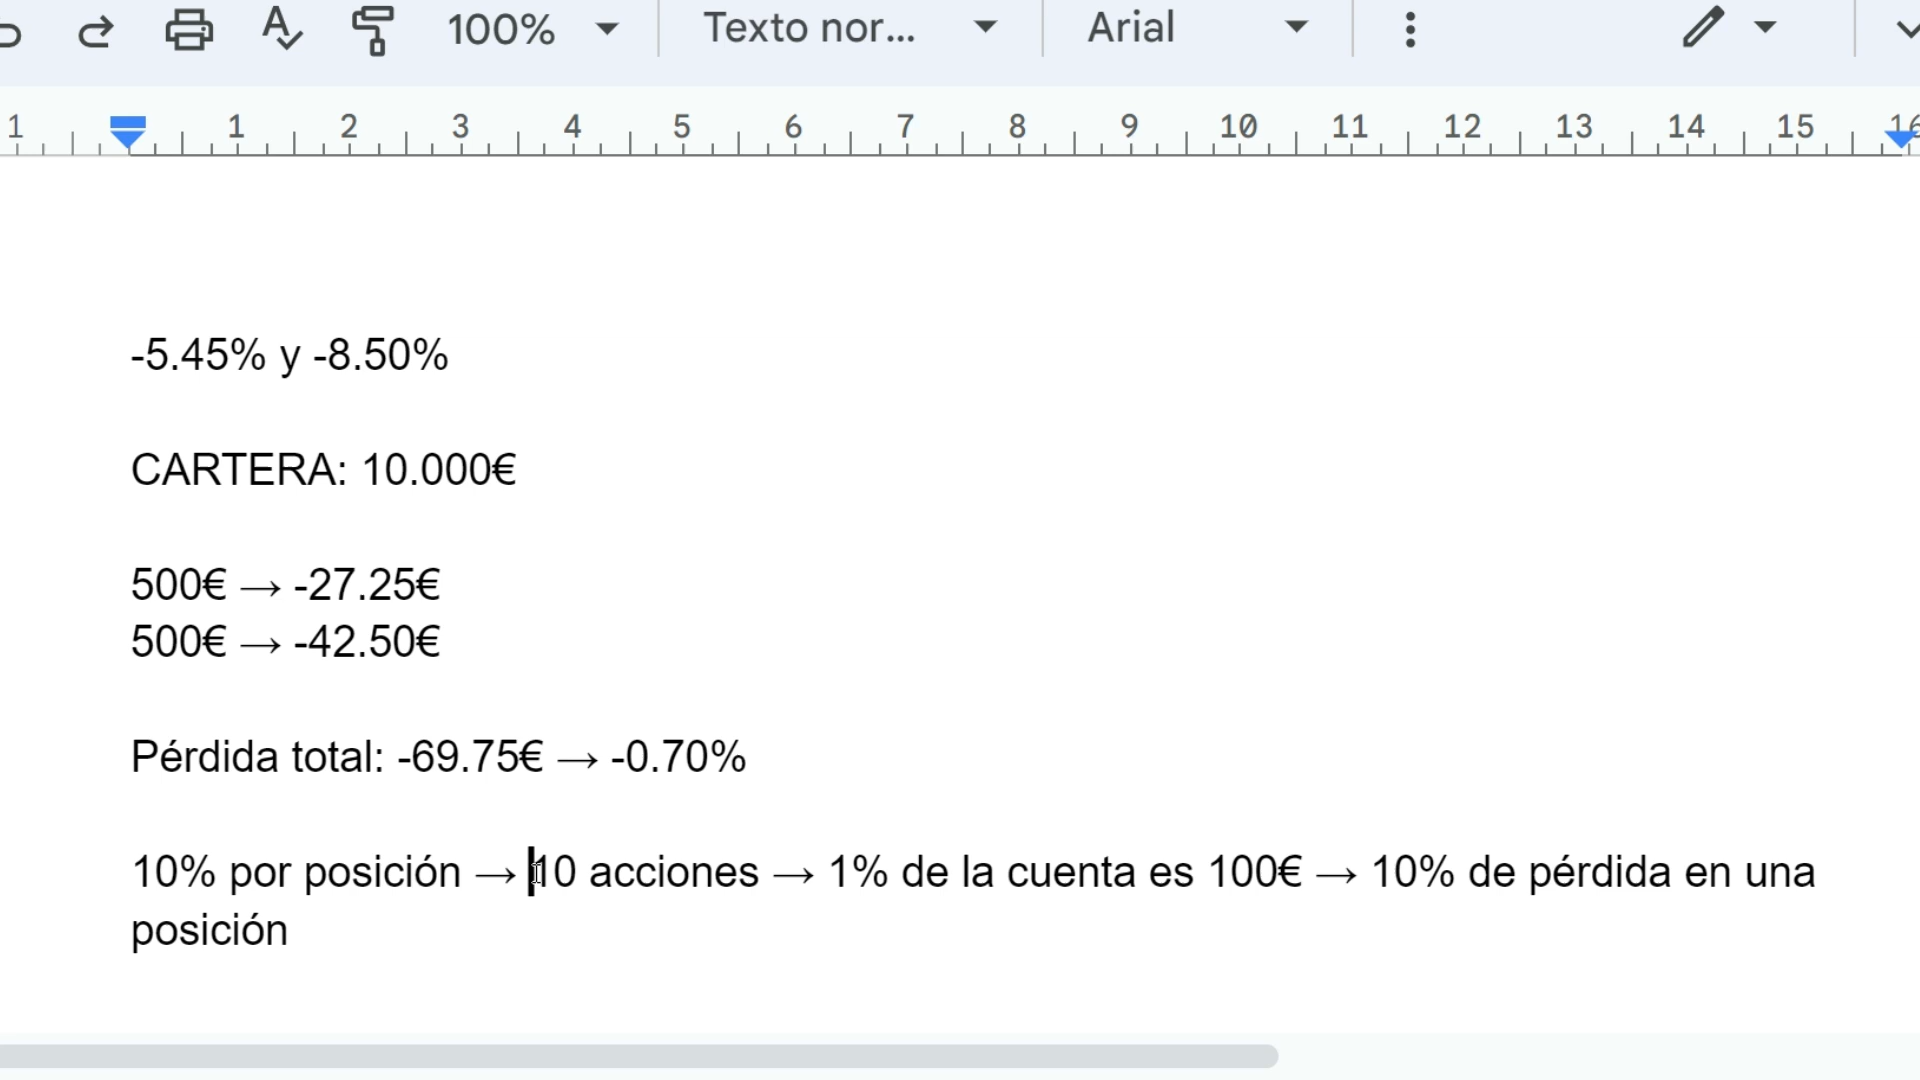 100% Texto nor... Arial
1 1 2 3 4 5 6 7 8 9 10 11 12 13 14 15 16
-5.45% y -8.50%
CARTERA: 10.000€
500€ → -27.25€
500€ → -42.50€
Pérdida total: -69.75€ → -0.70%
10% por posición → 10 acciones → 1% de la cuenta es 100€ → 10% de pérdida en una
posición